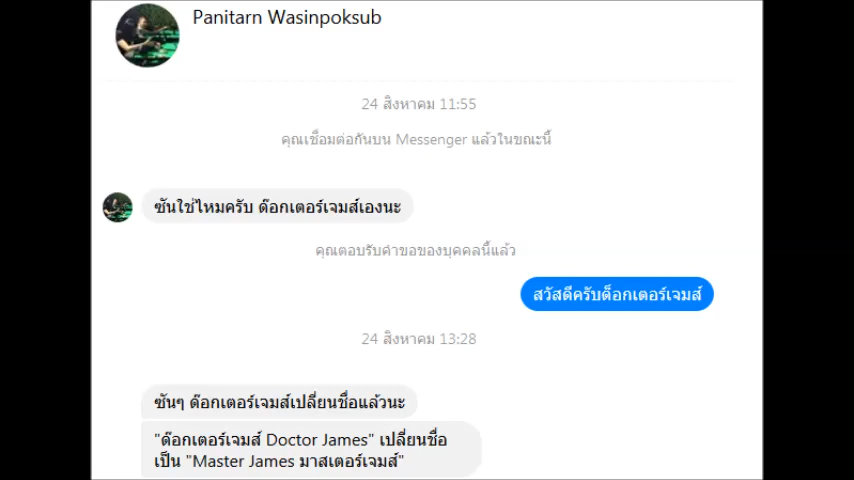 Panitarn Wasinpoksub
24 สิงหาคม 11:55
คุณเชื่อมต่อกันบน Messenger แล้วในขณะนี้
ซันใช่ไหมครับ ด๊อกเตอร์เจมส์เองนะ
คุณตอบรับคำขอของบุคคลนี้แล้ว
สวัสดีครับด็อกเตอร์เจมส์
24 สิงหาคม 13:28
ซันๆ ด๊อกเตอร์เจมส์เปลี่ยนชื่อแล้วนะ
"ด๊อกเตอร์เจมส์ Doctor James" เปลี่ยนชื่อ
เป็น "Master James มาสเตอร์เจมส์"